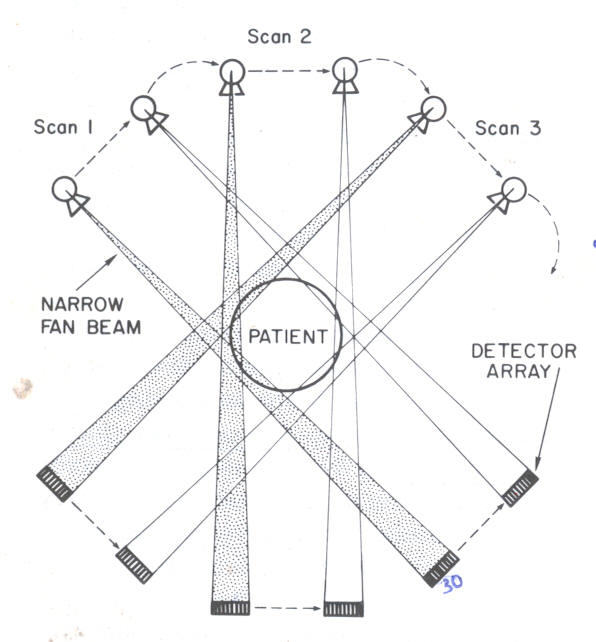 Scan 2
Scan 1
Scan 3
NARROW
FAN BEAM
PATIENT
DETECTOR
ARRAY
30